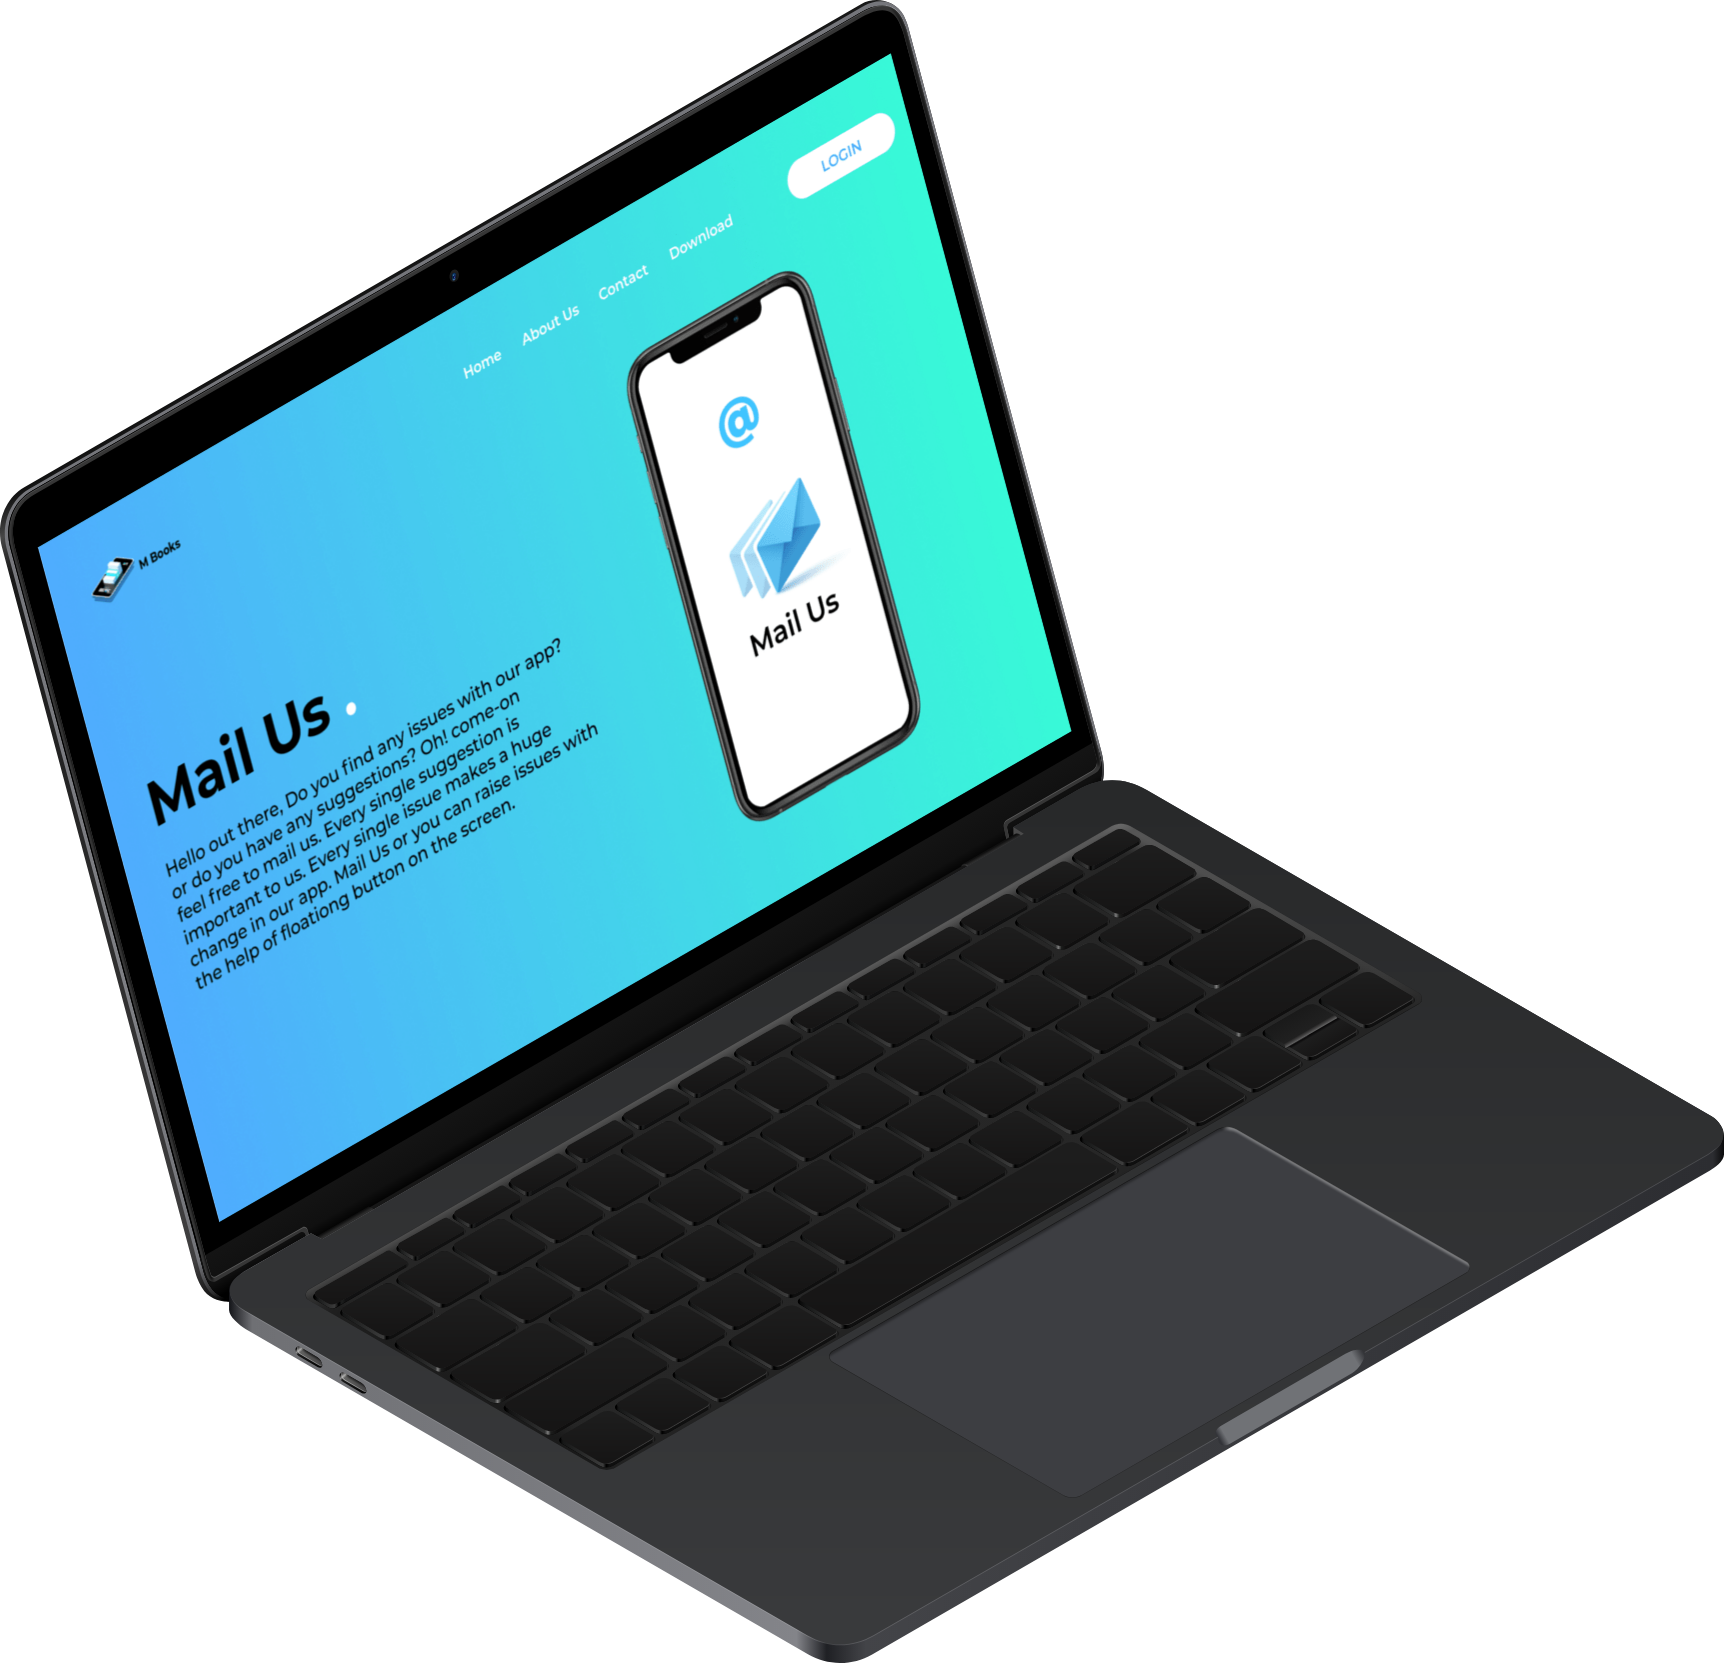 M Books
Home
About Us
Contact
Download
LOGIN
Mail Us .
Hello out there, Do you find any issues with our app?
or do you have any suggestions? Oh! come-on
feel free to mail us. Every single suggestion is
important to us. Every single issue makes a huge
change in our app. Mail Us or you can raise issues with
the help of floationg button on the screen.
@
Mail Us